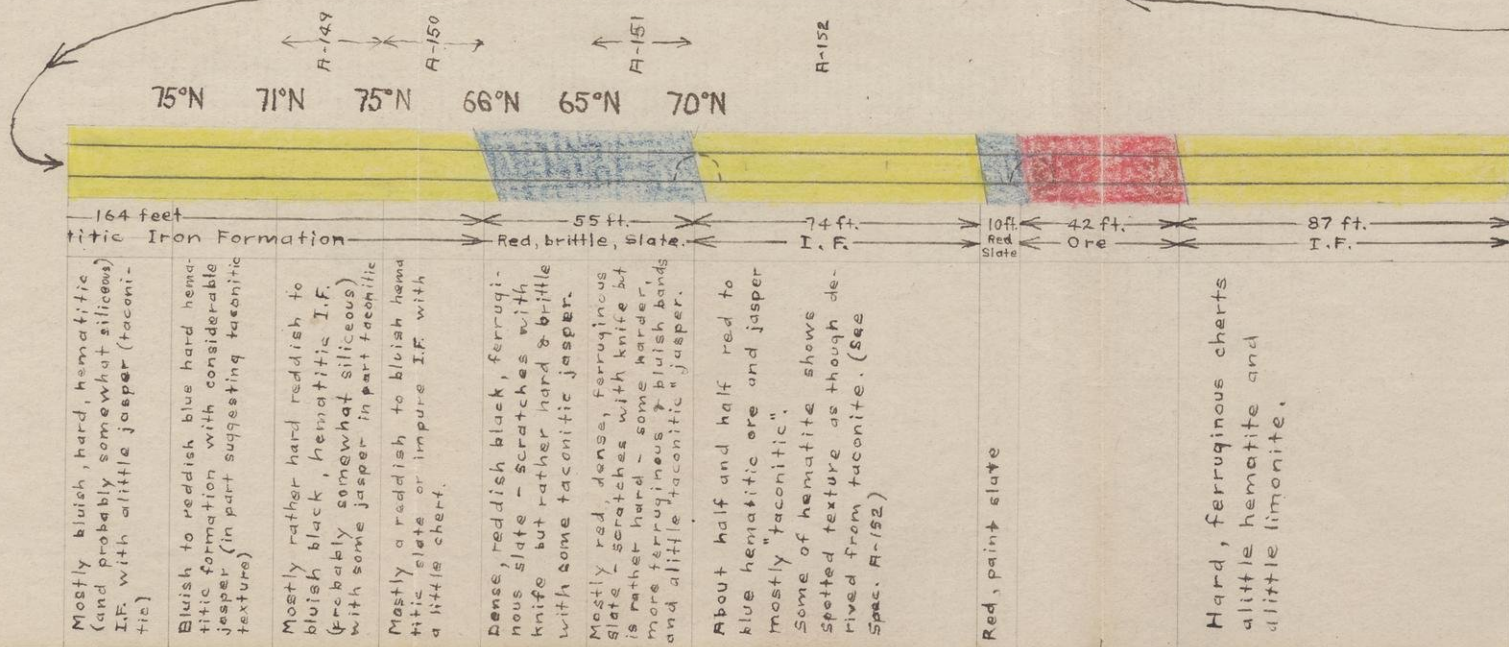 A-149
A-150
A-151
A-152
75°N 71°N 75°N 66°N 65°N 70°N
164 feet 55 ft. 74 ft. 10 ft. 42 ft. 87 ft.
titic Iron Formation Red, brittle, slate. I. F. Red Ore I. F.
Slate
Mostly bluish, hard, hematitic
(and probably somewhat siliceous)
I.F. with alittle jasper (taconi-
tic)
Bluish to reddish blue hard hema-
titic formation with considerable
jasper (in part suggesting taconitic
texture)
Mostly rather hard reddish to
bluish black, hematitic I.F.
(probably somewhat siliceous)
with some jasper in part taconitic
Mostly a reddish to bluish hema
titic slate or impure I.F. with
a little chert.
Dense, reddish black, ferrugi-
nous slate - scratches with
knife but rather hard & brittle
with some taconitic jasper.
Mostly red, dense, ferruginous
slate - scratches with knife but
is rather hard - some harder,
more ferruginous & bluish bands
and alittle "taconitic" jasper.
About half and half red to
blue hematitic ore and jasper
mostly "taconitic".
Some of hematite shows
spotted texture as though de-
rived from taconite. (See
Spec. A-152)
Red, paint slate
Hard, ferruginous cherts
alittle hematite and
alittle limonite.